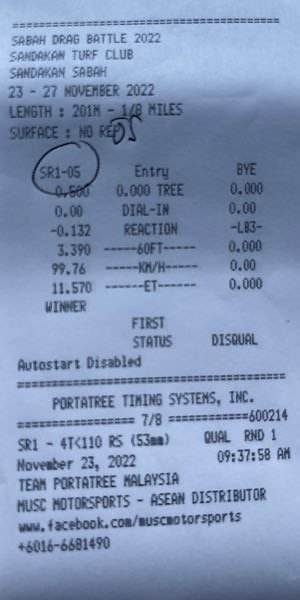 ==========================================
SABAH DRAG BATTLE 2022
SANDAKAN TURF CLUB
SANDAKAN SABAH
23 - 27 NOVEMBER 2022
LENGTH : 201M - 1/8 MILES
SURFACE : NO
SR1-05 Entry BYE
0.500 0.000 TREE 0.000
0.00 DIAL-IN 0.00
-0.132 REACTION -L83-
3.390 -----60FT----- 0.000
99.76 -----KM/H----- 0.00
11.570 ------ET----- 0.000
WINNER
FIRST
STATUS DISQUAL
Autostart Disabled
==========================================
PORTATREE TIMING SYSTEMS, INC.
============== 7/8 ============600214
SR1 - 4T<110 RS (53mm) QUAL RND 1
November 23, 2022 09:37:58 AM
TEAM PORTATREE MALAYSIA
MUSC MOTORSPORTS - ASEAN DISTRIBUTOR
www.facebook.com/muscmotorsports
+6016-6681490